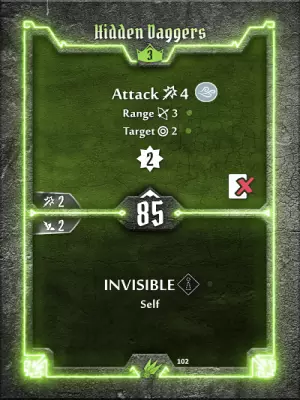 Hidden Daggers
3
Attack 4
Range 3
Target 2
2
2
85
2
INVISIBLE
Self
102